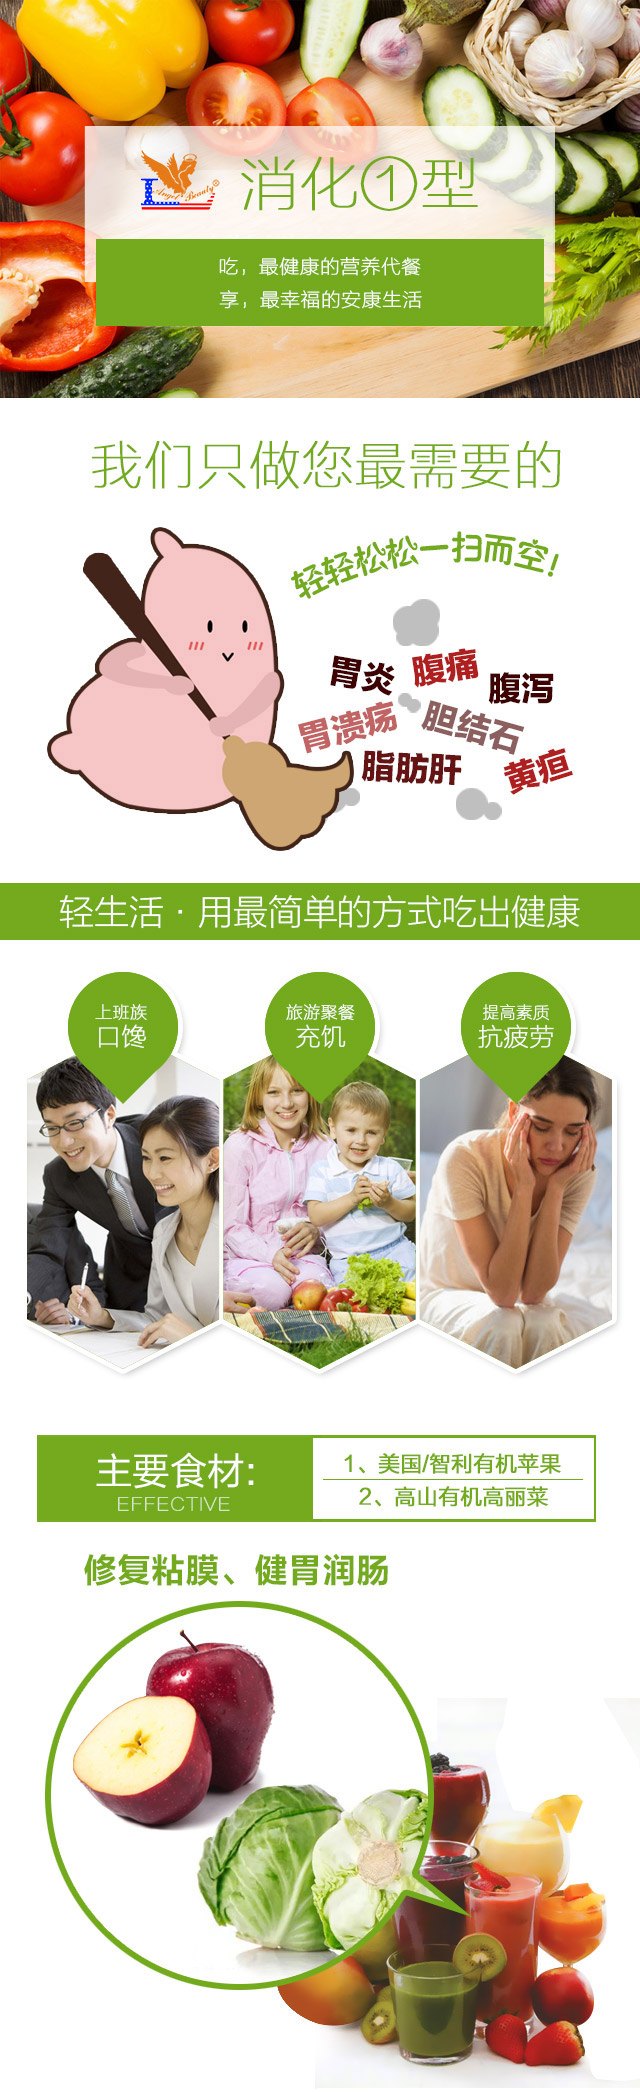 Angel Beauty®
消化①型
吃，最健康的营养代餐
享，最幸福的安康生活
我们只做您最需要的
轻轻松松一扫而空!
胃炎
腹痛
腹泻
胃溃疡
胆结石
脂肪肝
黄疸
轻生活·用最简单的方式吃出健康
上班族
口馋
旅游聚餐
充饥
提高素质
抗疲劳
主要食材:
EFFECTIVE
1、美国/智利有机苹果
2、高山有机高丽菜
修复粘膜、健胃润肠